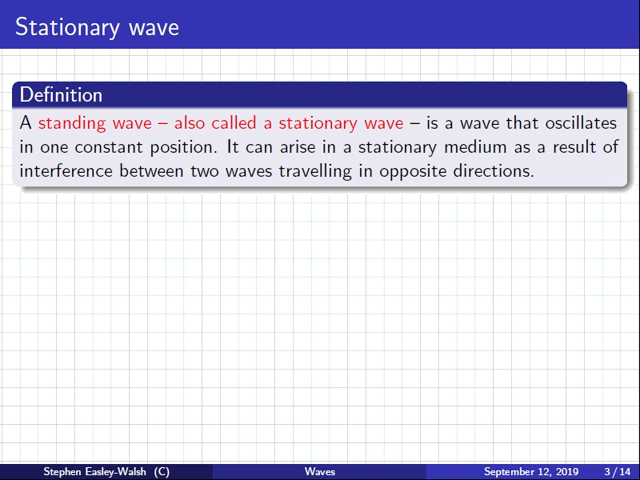 Stationary wave
Definition
A standing wave – also called a stationary wave – is a wave that oscillates
in one constant position. It can arise in a stationary medium as a result of
interference between two waves travelling in opposite directions.
Stephen Easley-Walsh (C) Waves September 12, 2019 3 / 14